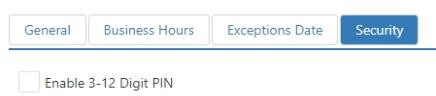 General Business Hours Exceptions Date Security
Enable 3-12 Digit PIN